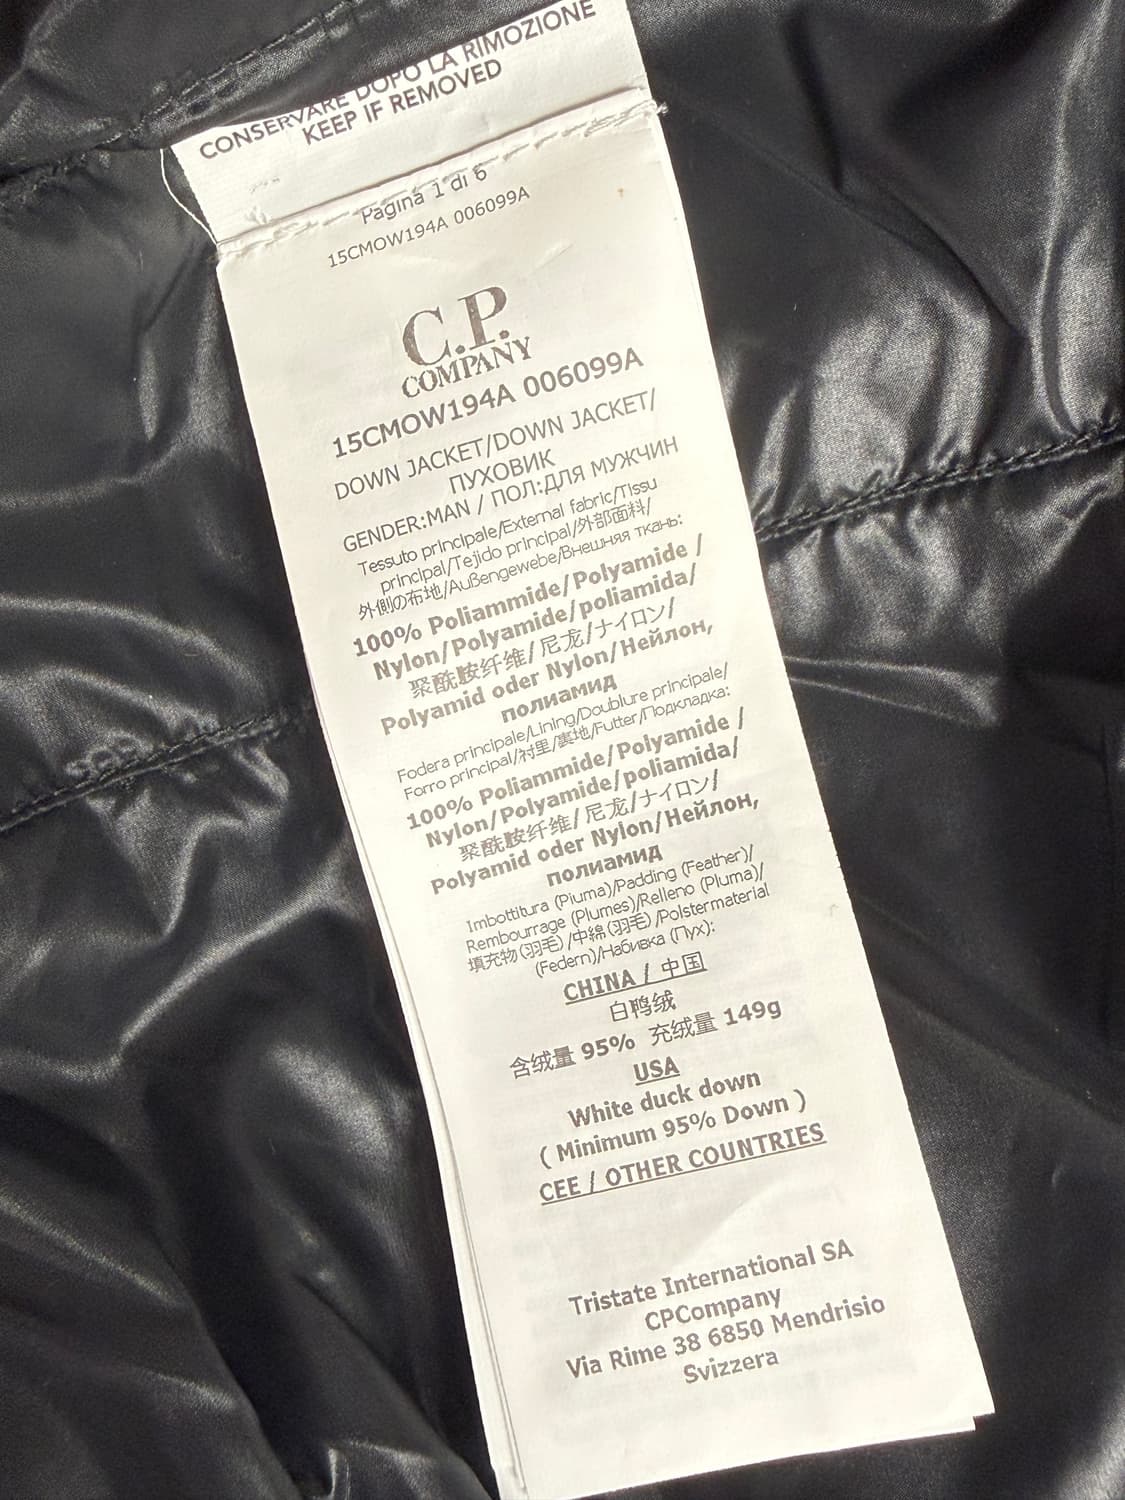 CONSERVARE DOPO LA RIMOZIONE
KEEP IF REMOVED
Pagina 1 di 6
15CMOW194A 006099A
C.P.
COMPANY
15CMOW194A 006099A
DOWN JACKET/DOWN JACKET/
ПУХОВИК
GENDER:MAN / ПОЛ:ДЛЯ МУЖЧИН
Tessuto principale/External fabric/Tissu
principal/Tejido principal/外部面料/
外側の布地/Außengewebe/Внешняя ткань:
100% Poliammide/Polyamide /
Nylon/Polyamide/poliamida/
聚酰胺纤维/尼龙/ナイロン/
Polyamid oder Nylon/Нейлон,
полиамид
Fodera principale/Lining/Doublure principale/
Forro principal/衬里/裏地/Futter/Подкладка:
100% Poliammide/Polyamide /
Nylon/Polyamide/poliamida/
聚酰胺纤维/尼龙/ナイロン/
Polyamid oder Nylon/Нейлон,
полиамид
Imbottitura (Piuma)/Padding (Feather)/
Rembourrage (Plumes)/Relleno (Pluma)/
填充物(羽毛)/中綿(羽毛)/Polstermaterial
(Federn)/Набивка (Пух):
CHINA / 中国
白鸭绒
含绒量 95% 充绒量 149g
USA
White duck down
( Minimum 95% Down )
CEE / OTHER COUNTRIES
Tristate International SA
CPCompany
Via Rime 38 6850 Mendrisio
Svizzera